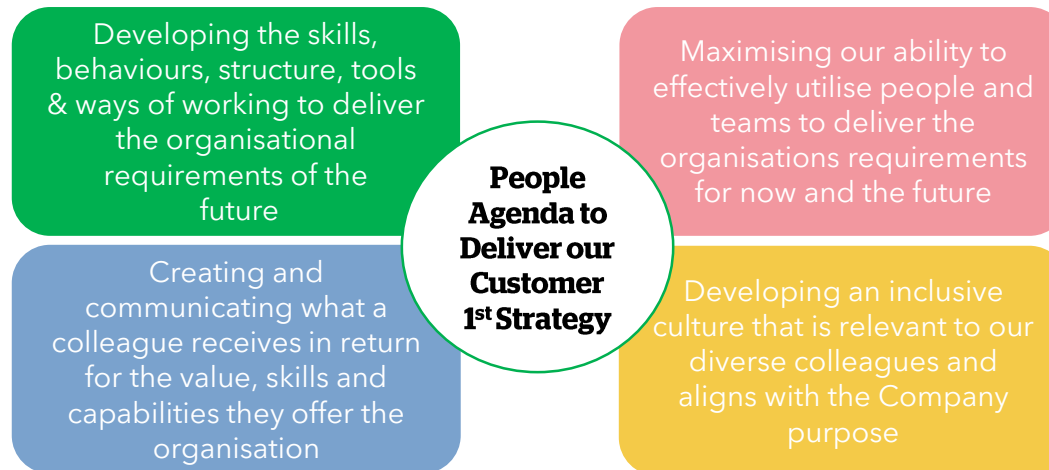 Developing the skills,
behaviours, structure, tools
& ways of working to deliver
the organisational
requirements of the
future
Maximising our ability to
effectively utilise people and
teams to deliver the
organisations requirements
for now and the future
People
Agenda to
Deliver our
Customer
1st Strategy
Creating and
communicating what a
colleague receives in return
for the value, skills and
capabilities they offer the
organisation
Developing an inclusive
culture that is relevant to our
diverse colleagues and
aligns with the Company
purpose